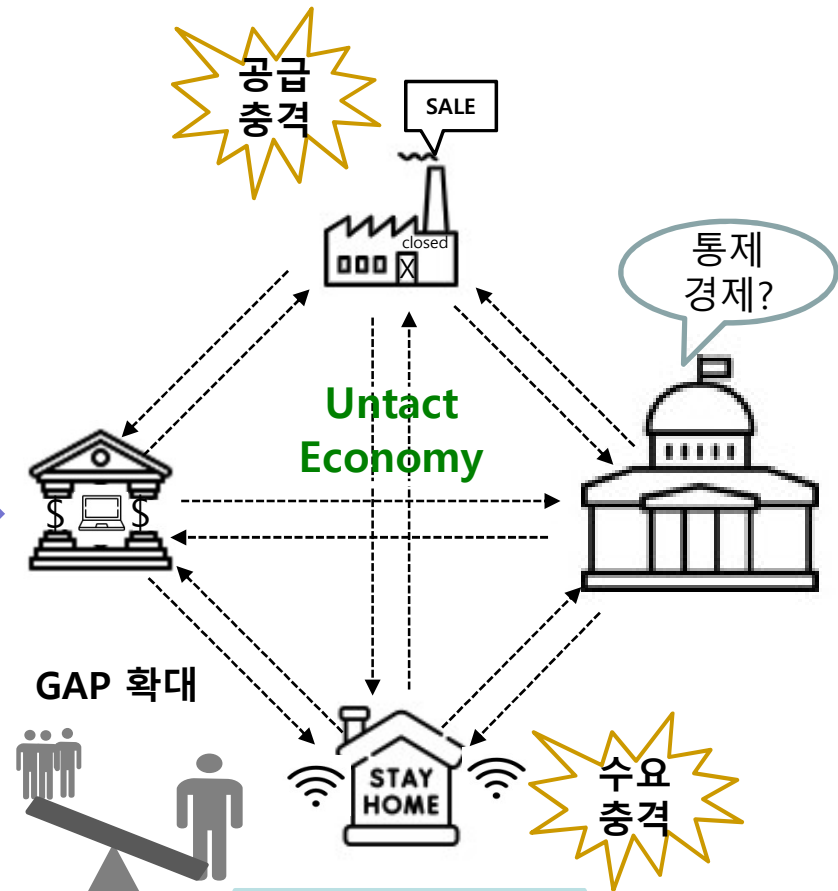 공급
충격
SALE
closed
통제
경제?
Untact
Economy
$ $
GAP 확대
STAY
HOME
수요
충격